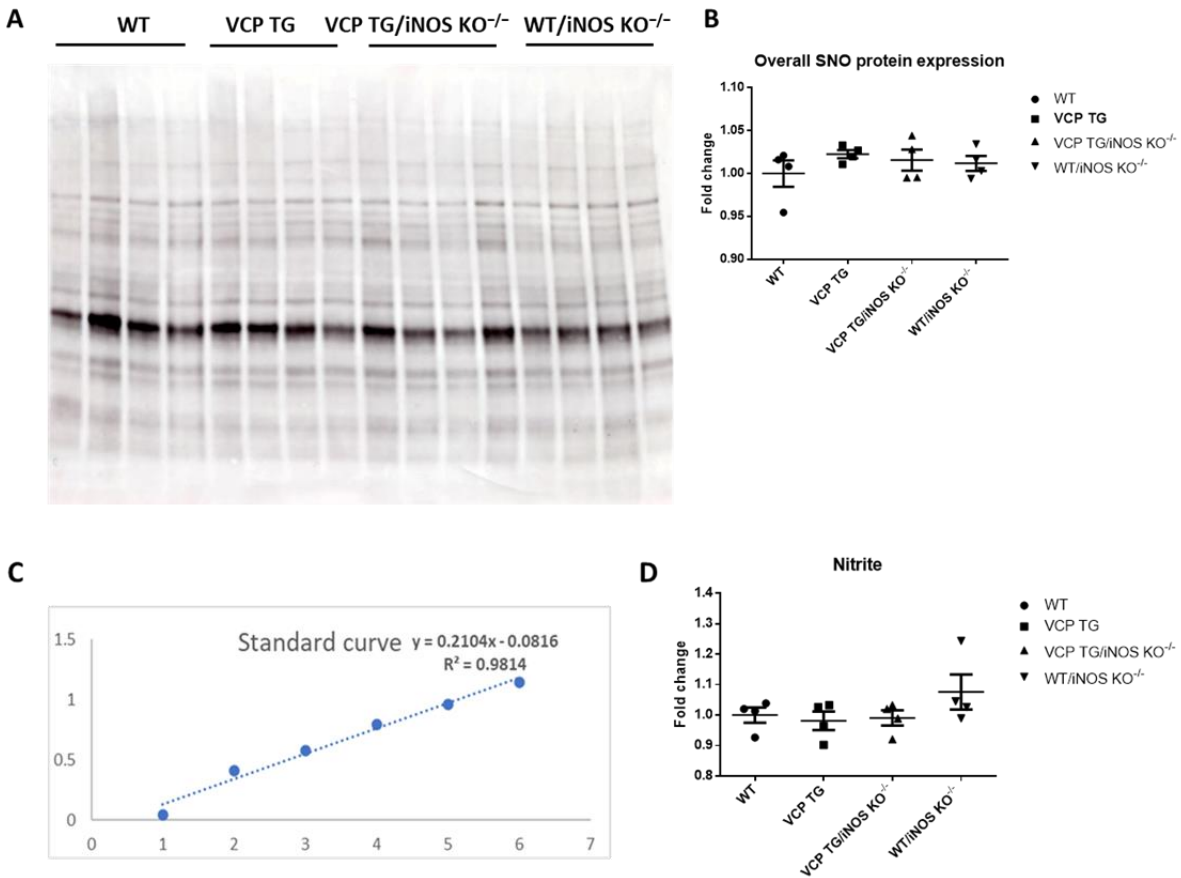 A
WT
VCP TG
VCP TG/iNOS KO⁻/⁻
WT/iNOS KO⁻/⁻
B
Overall SNO protein expression
Fold change
1.10
1.05
1.00
0.95
0.90
WT
VCP TG
VCP TG/iNOS KO⁻/⁻
WT/iNOS KO⁻/⁻
WT
VCP TG
VCP TG/iNOS KO⁻/⁻
WT/iNOS KO⁻/⁻
C
Standard curve
y = 0.2104x - 0.0816
R² = 0.9814
1.5
1
0.5
0
0 1 2 3 4 5 6 7
D
Nitrite
Fold change
1.4
1.3
1.2
1.1
1.0
0.9
0.8
WT
VCP TG
VCP TG/iNOS KO⁻/⁻
WT/iNOS KO⁻/⁻
WT
VCP TG
VCP TG/iNOS KO⁻/⁻
WT/iNOS KO⁻/⁻